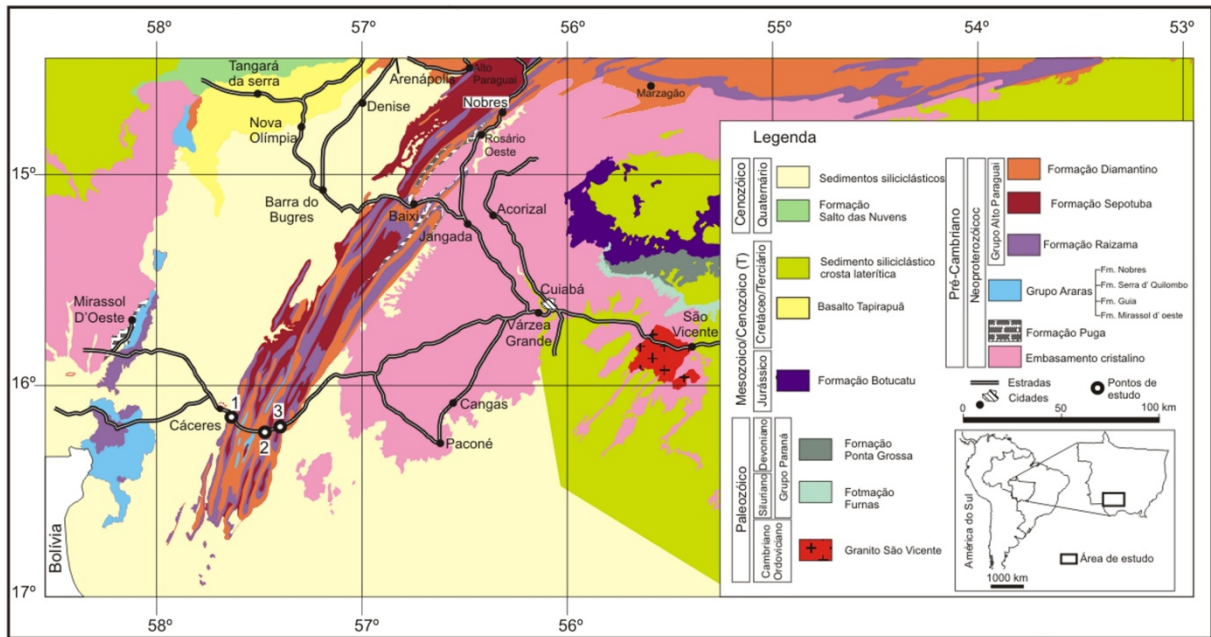 58º 57º 56º 55º 54º 53º
Tangará
da serra
Arenápolis
Alto
Paraguai
Denise
Nobres
Marzagão
Nova
Olímpia
Rosário
Oeste
15º
Barra do
Bugres
Baixi
Jangada
Acorizal
Mirassol
D'Oeste
Cuiabá
Várzea
Grande
São
Vicente
16º
1
3
2
Cáceres
Cangas
Paconé
Bolívia
17º
58º 57º 56º
Legenda
Cenozóico
Quaternário
Sedimentos siliciclásticos
Formação
Salto das Nuvens
Mesozóico/Cenozoico (T)
Cretáceo/Terciário
Sedimento siliciclástico
crosta laterítica
Basalto Tapirapuã
Jurássico
Formação Botucatu
Paleozóico
Devoniano
Siluriano
Grupo Paraná
Formação
Ponta Grossa
Fotmação
Furnas
Cambriano
Ordoviciano
Granito São Vicente
Pré-Cambriano
Neoproterozóicoc
Grupo Alto Paraguai
Formação Diamantino
Formação Sepotuba
Formação Raizama
Grupo Araras
Fm. Nobres
Fm. Serra d' Quilombo
Fm. Guia
Fm. Mirassol d' oeste
Formação Puga
Embasamento cristalino
Estradas
Cidades
Pontos de
estudo
0 50 100 km
América do Sul
Área de estudo
1000 km